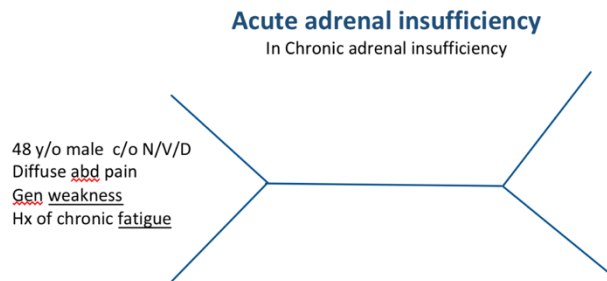 Acute adrenal insufficiency
In Chronic adrenal insufficiency
48 y/o male c/o N/V/D
Diffuse abd pain
Gen weakness
Hx of chronic fatigue